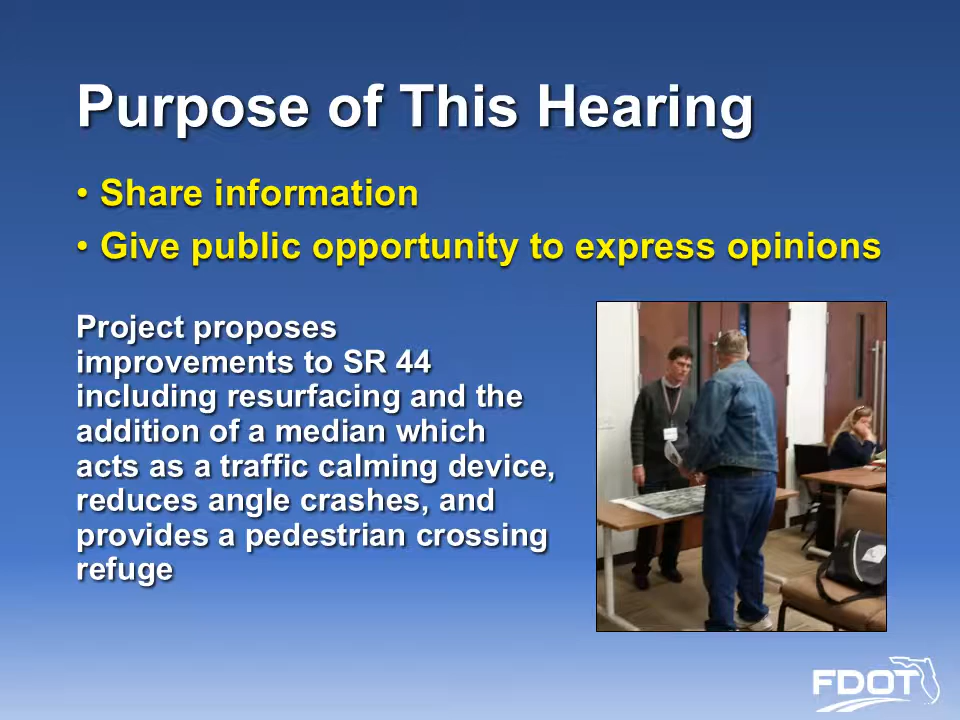 Purpose of This Hearing
• Share information
• Give public opportunity to express opinions
Project proposes
improvements to SR 44
including resurfacing and the
addition of a median which
acts as a traffic calming device,
reduces angle crashes, and
provides a pedestrian crossing
refuge
FDOT